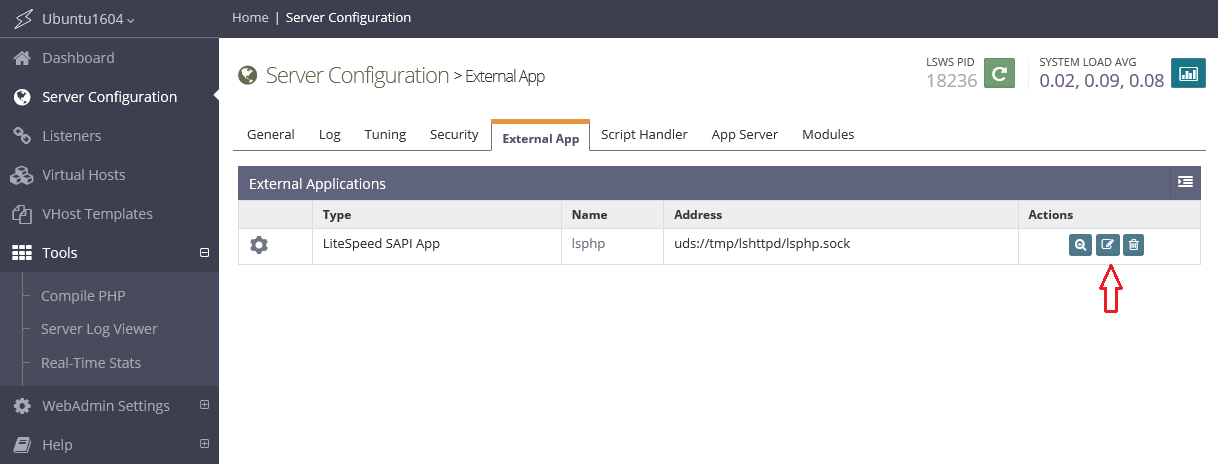 Ubuntu1604
Home | Server Configuration
Dashboard
Server Configuration
Listeners
Virtual Hosts
VHost Templates
Tools
Compile PHP
Server Log Viewer
Real-Time Stats
WebAdmin Settings
Help
Server Configuration > External App
LSWS PID
18236
SYSTEM LOAD AVG
0.02, 0.09, 0.08
General Log Tuning Security External App Script Handler App Server Modules
External Applications
Type Name Address Actions
LiteSpeed SAPI App lsphp uds://tmp/lshttpd/lsphp.sock